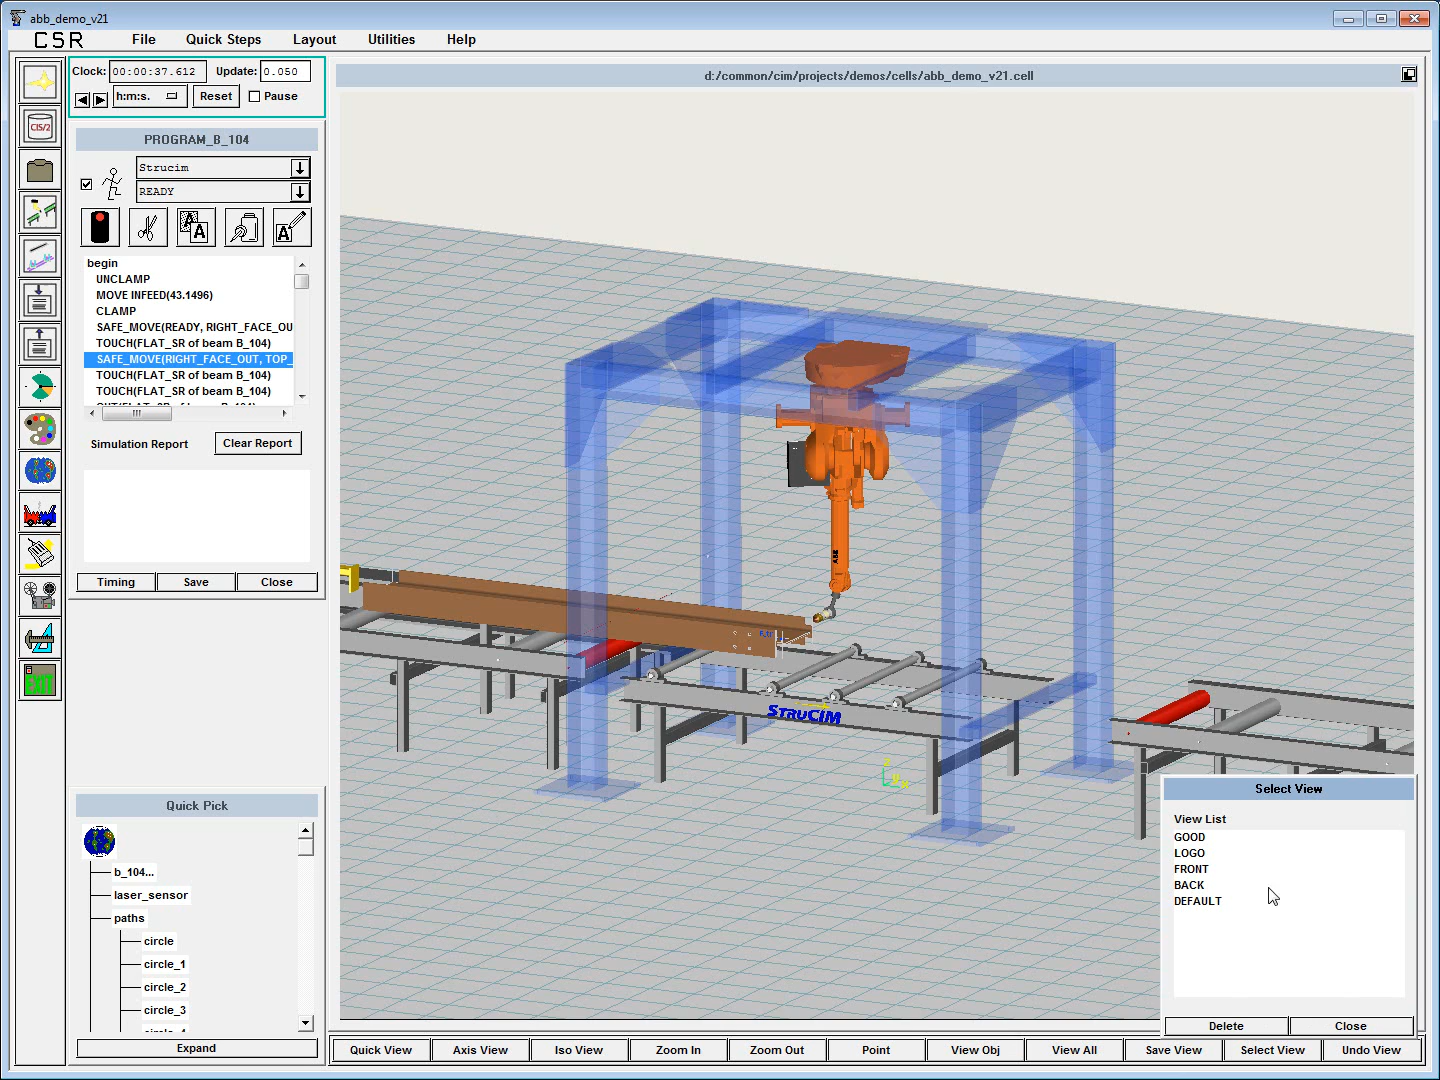 abb_demo_v21
CSR File Quick Steps Layout Utilities Help
Clock: 00:00:37.612 Update: 0.050
h:m:s. Reset Pause
d:/common/cim/projects/demos/cells/abb_demo_v21.cell
CIS/2
PROGRAM_B_104
Strucim
READY
A A A
begin
UNCLAMP
MOVE INFEED(43.1496)
CLAMP
SAFE_MOVE(READY, RIGHT_FACE_OU
TOUCH(FLAT_SR of beam B_104)
SAFE_MOVE(RIGHT_FACE_OUT, TOP_
TOUCH(FLAT_SR of beam B_104)
TOUCH(FLAT_SR of beam B_104)
Simulation Report Clear Report
Timing Save Close
EXIT
ABB
STRUCIM
Quick Pick
b_104...
laser_sensor
paths
circle
circle_1
circle_2
circle_3
Expand
Select View
View List
GOOD
LOGO
FRONT
BACK
DEFAULT
Delete Close
Quick View Axis View Iso View Zoom In Zoom Out Point View Obj View All Save View Select View Undo View